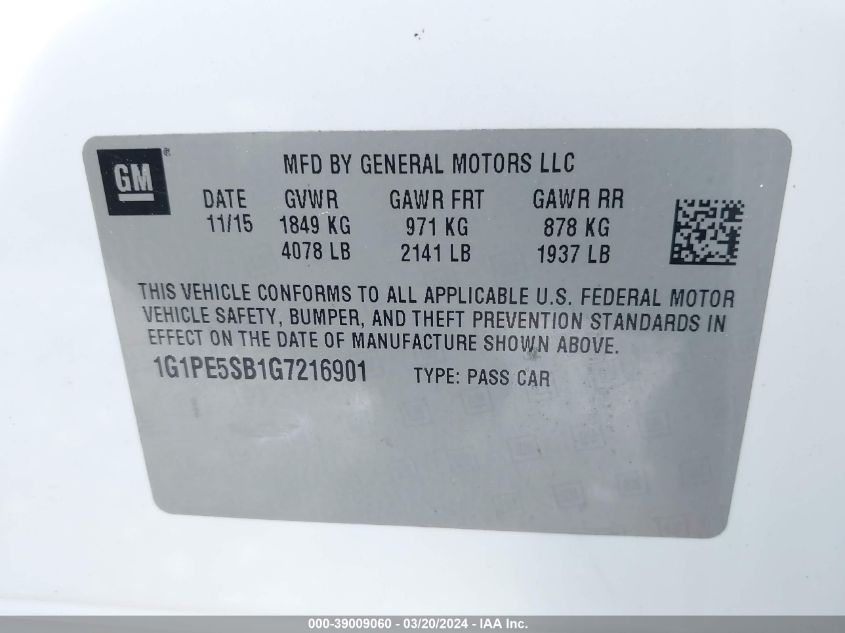 GM ®
MFD BY GENERAL MOTORS LLC
DATE GVWR GAWR FRT GAWR RR
11/15 1849 KG 971 KG 878 KG
4078 LB 2141 LB 1937 LB
THIS VEHICLE CONFORMS TO ALL APPLICABLE U.S. FEDERAL MOTOR
VEHICLE SAFETY, BUMPER, AND THEFT PREVENTION STANDARDS IN
EFFECT ON THE DATE OF MANUFACTURE SHOWN ABOVE.
1G1PE5SB1G7216901 TYPE: PASS CAR
000-39009060 - 03/20/2024 - IAA Inc.